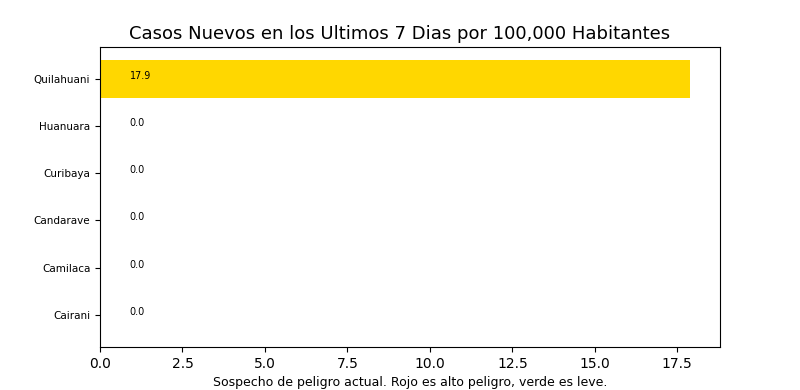 Casos Nuevos en los Ultimos 7 Dias por 100,000 Habitantes
Quilahuani 17.9
Huanuara 0.0
Curibaya 0.0
Candarave 0.0
Camilaca 0.0
Cairani 0.0
0.0 2.5 5.0 7.5 10.0 12.5 15.0 17.5
Sospecho de peligro actual. Rojo es alto peligro, verde es leve.